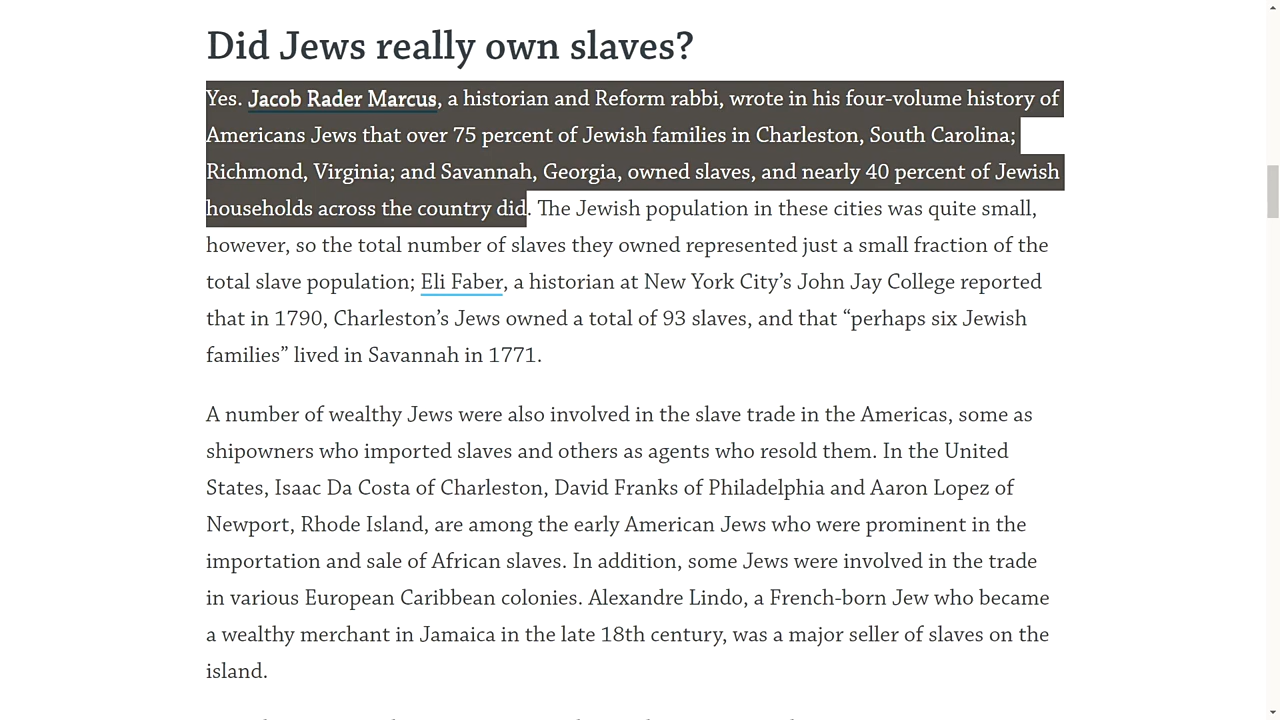 Did Jews really own slaves?
Yes. Jacob Rader Marcus, a historian and Reform rabbi, wrote in his four-volume history of
Americans Jews that over 75 percent of Jewish families in Charleston, South Carolina;
Richmond, Virginia; and Savannah, Georgia, owned slaves, and nearly 40 percent of Jewish
households across the country did. The Jewish population in these cities was quite small,
however, so the total number of slaves they owned represented just a small fraction of the
total slave population; Eli Faber, a historian at New York City’s John Jay College reported
that in 1790, Charleston’s Jews owned a total of 93 slaves, and that “perhaps six Jewish
families” lived in Savannah in 1771.
A number of wealthy Jews were also involved in the slave trade in the Americas, some as
shipowners who imported slaves and others as agents who resold them. In the United
States, Isaac Da Costa of Charleston, David Franks of Philadelphia and Aaron Lopez of
Newport, Rhode Island, are among the early American Jews who were prominent in the
importation and sale of African slaves. In addition, some Jews were involved in the trade
in various European Caribbean colonies. Alexandre Lindo, a French-born Jew who became
a wealthy merchant in Jamaica in the late 18th century, was a major seller of slaves on the
island.